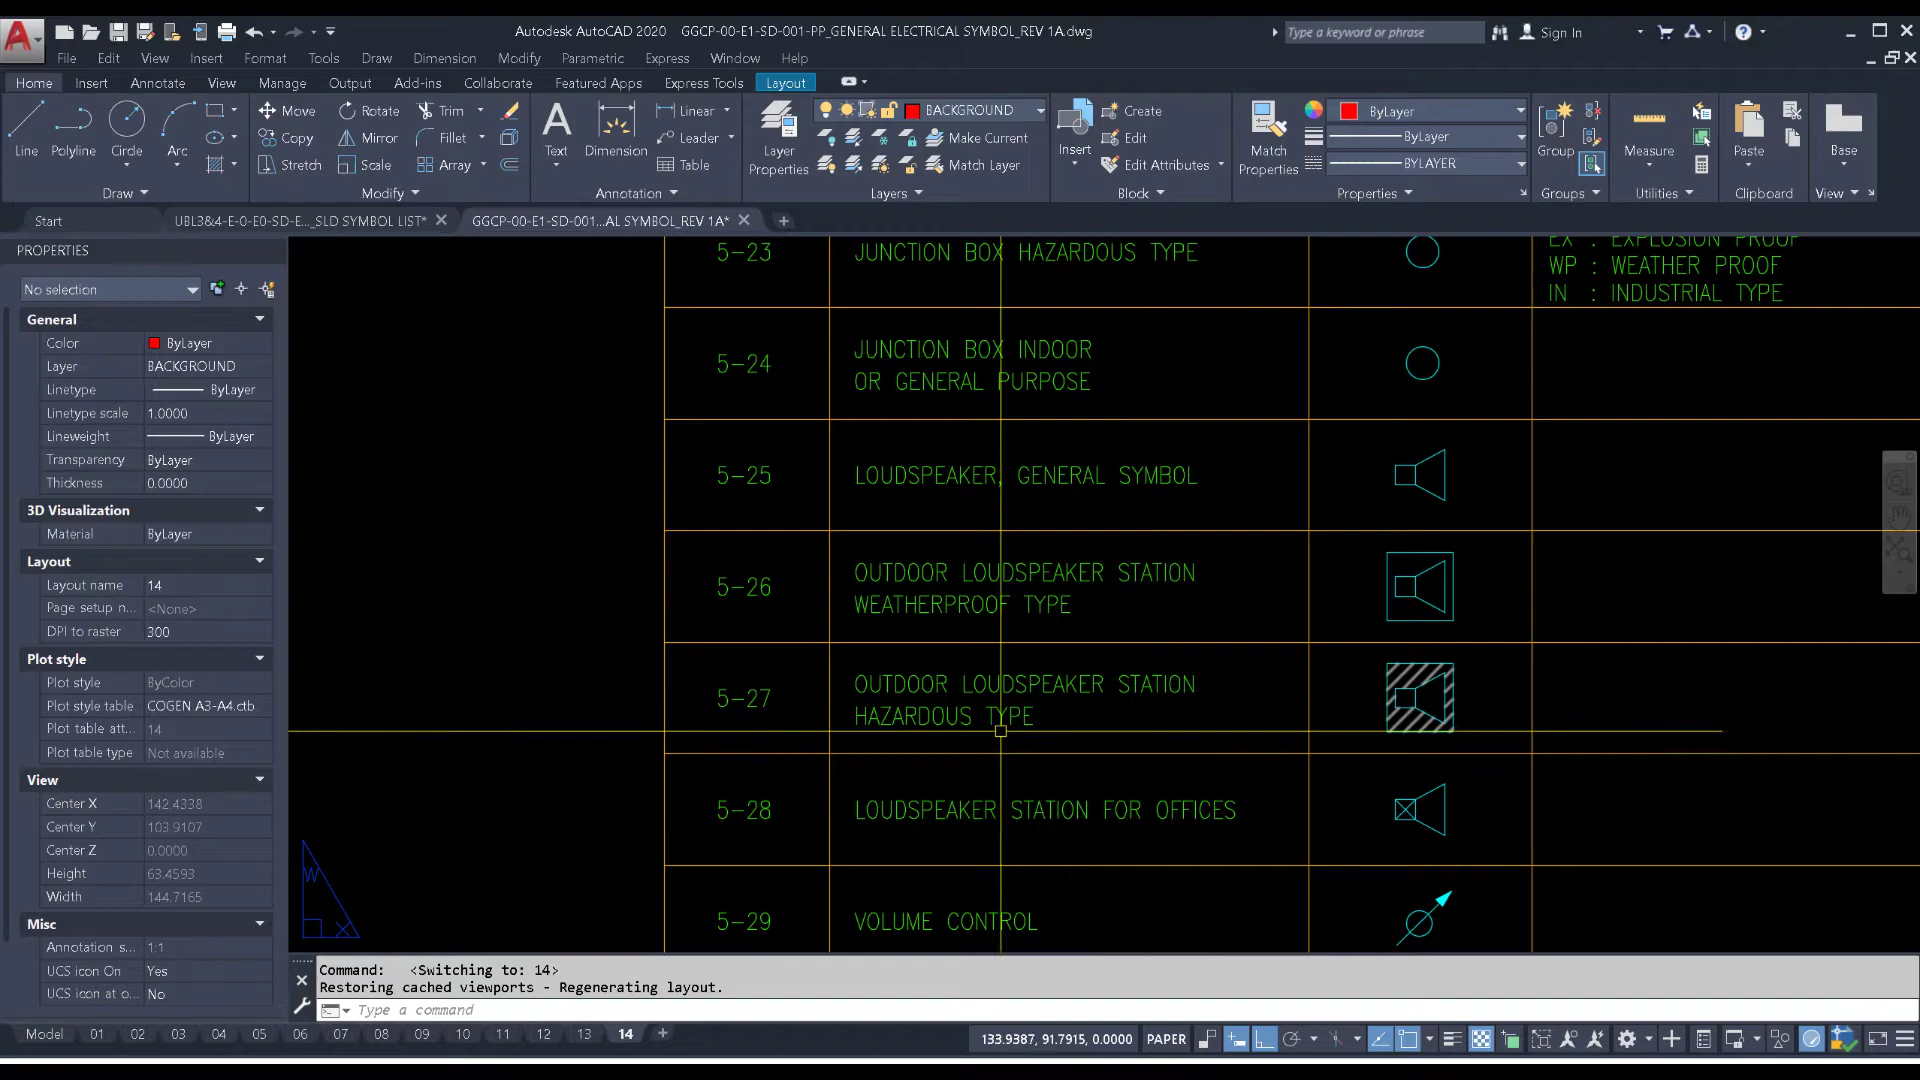 Autodesk AutoCAD 2020 GGCP-00-E1-SD-001-PP_GENERAL ELECTRICAL SYMBOL_REV 1A.dwg
Type a keyword or phrase
Sign In
File Edit View Insert Format Tools Draw Dimension Modify Parametric Express Window Help
Home Insert Annotate View Manage Output Add-ins Collaborate Featured Apps Express Tools Layout
Line Polyline Circle Arc
Move Rotate Trim
Copy Mirror Fillet
Stretch Scale Array
Text Dimension
Linear
Leader
Table
Layer Properties
BACKGROUND
Make Current
Match Layer
Insert
Create
Edit
Edit Attributes
Match Properties
ByLayer
ByLayer
BYLAYER
Group Measure Paste Base
Draw Modify Annotation Layers Block Properties Groups Utilities Clipboard View
Start
UBL3&4-E-0-E0-SD-E..._SLD SYMBOL LIST*
GGCP-00-E1-SD-001...AL SYMBOL_REV 1A*
PROPERTIES
No selection
General
Color ByLayer
Layer BACKGROUND
Linetype ByLayer
Linetype scale 1.0000
Lineweight ByLayer
Transparency ByLayer
Thickness 0.0000
3D Visualization
Material ByLayer
Layout
Layout name 14
Page setup n... <None>
DPI to raster 300
Plot style
Plot style ByColor
Plot style table COGEN A3-A4.ctb
Plot table att... 14
Plot table type Not available
View
Center X 142.4338
Center Y 103.9107
Center Z 0.0000
Height 63.4593
Width 144.7165
Misc
Annotation s... 1:1
UCS icon On Yes
UCS icon at o... No
5-23 JUNCTION BOX HAZARDOUS TYPE
EX : EXPLOSION PROOF
WP : WEATHER PROOF
IN : INDUSTRIAL TYPE
5-24 JUNCTION BOX INDOOR
OR GENERAL PURPOSE
5-25 LOUDSPEAKER, GENERAL SYMBOL
5-26 OUTDOOR LOUDSPEAKER STATION
WEATHERPROOF TYPE
5-27 OUTDOOR LOUDSPEAKER STATION
HAZARDOUS TYPE
5-28 LOUDSPEAKER STATION FOR OFFICES
5-29 VOLUME CONTROL
W
X
Command: <Switching to: 14>
Restoring cached viewports - Regenerating layout.
Type a command
Model 01 02 03 04 05 06 07 08 09 10 11 12 13 14
133.9387, 91.7915, 0.0000 PAPER